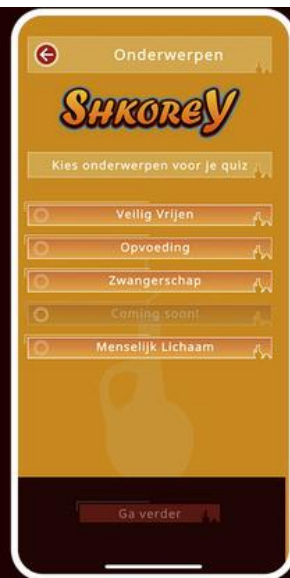 Onderwerpen
SHKOREY
Kies onderwerpen voor je quiz
Veilig Vrijen
Opvoeding
Zwangerschap
Coming soon!
Menselijk Lichaam
Ga verder